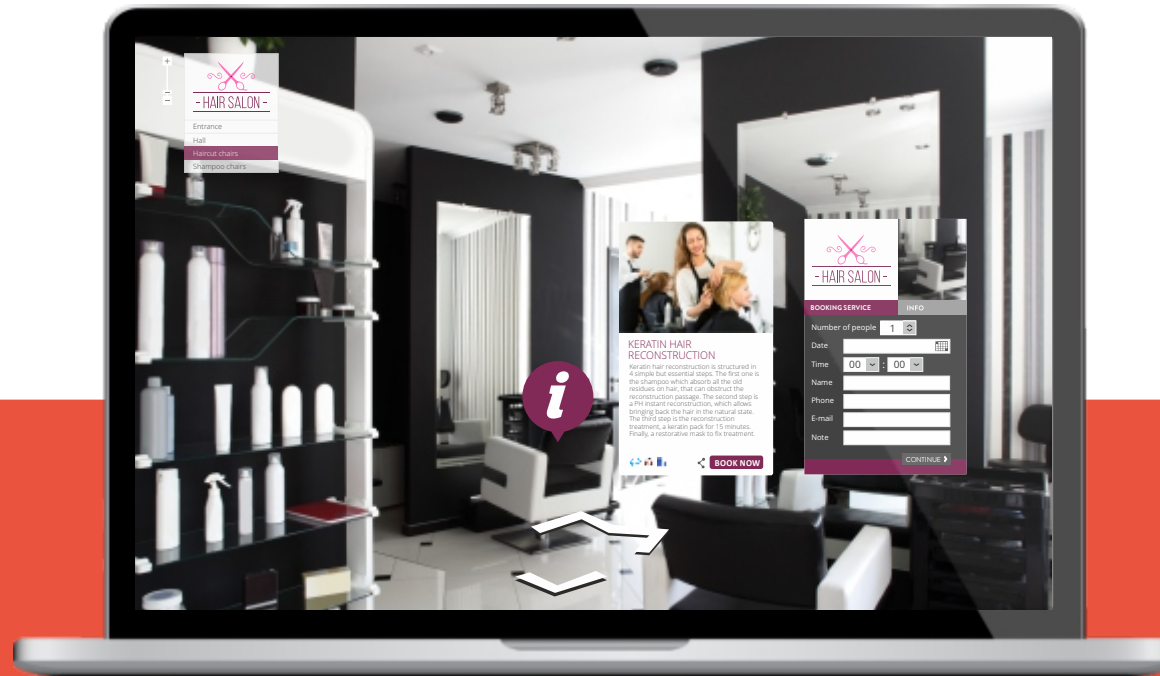 +
- HAIR SALON -
Entrance
Hall
Haircut chairs
Shampoo chairs
i
KERATIN HAIR
RECONSTRUCTION
Keratin hair reconstruction is structured in
4 simple but essential steps. The first one is
the shampoo which absorb all the old
residues on hair, that can obstruct the
reconstruction passage. The second step is
a PH instant reconstruction, which allows
bringing back the hair in the natural state.
The third step is the reconstruction
treatment, a keratin pack for 15 minutes.
Finally, a restorative mask to fix treatment.
BOOK NOW
- HAIR SALON -
BOOKING SERVICE INFO
Number of people 1
Date
Time 00 : 00
Name
Phone
E-mail
Note
CONTINUE ❯